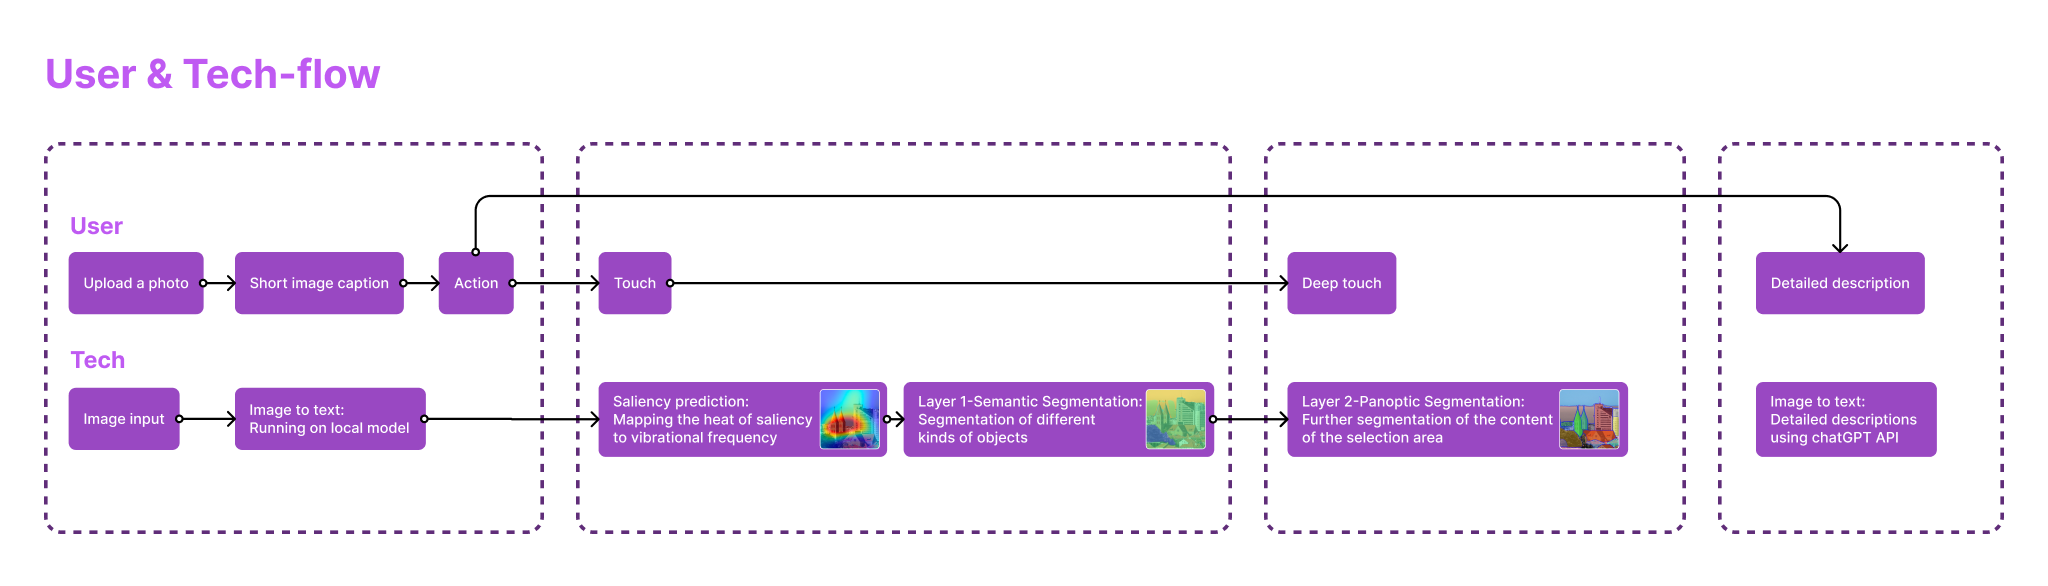 User & Tech-flow
User
Upload a photo
Short image caption
Action
Touch
Deep touch
Detailed description
Tech
Image input
Image to text:
Running on local model
Saliency prediction:
Mapping the heat of saliency
to vibrational frequency
Layer 1-Semantic Segmentation:
Segmentation of different
kinds of objects
Layer 2-Panoptic Segmentation:
Further segmentation of the content
of the selection area
Image to text:
Detailed descriptions
using chatGPT API